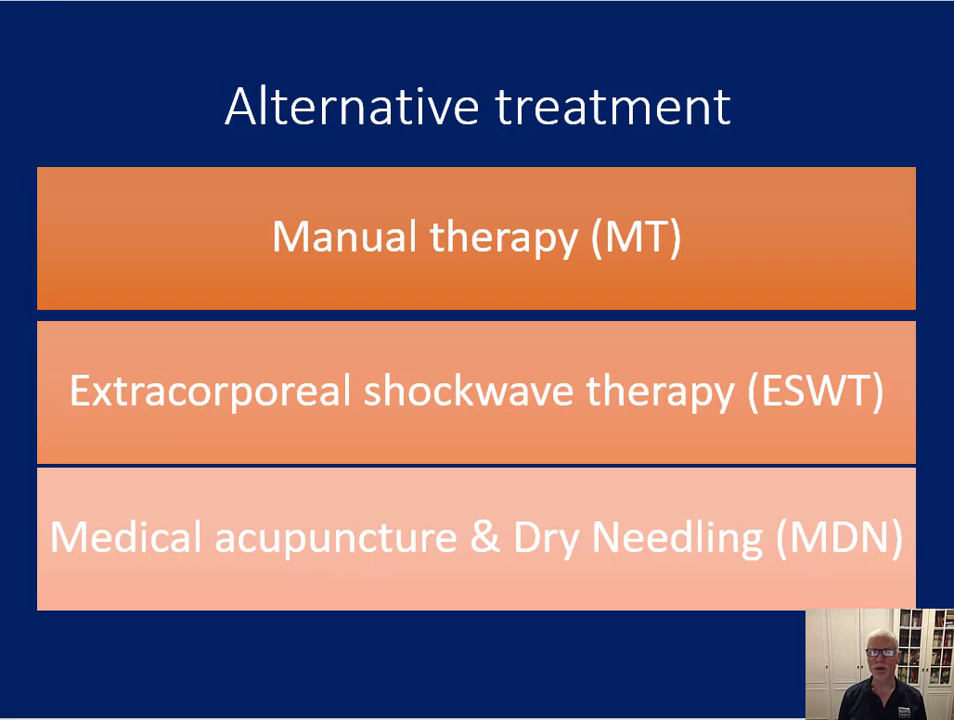 Alternative treatment
Manual therapy (MT)
Extracorporeal shockwave therapy (ESWT)
Medical acupuncture & Dry Needling (MDN)